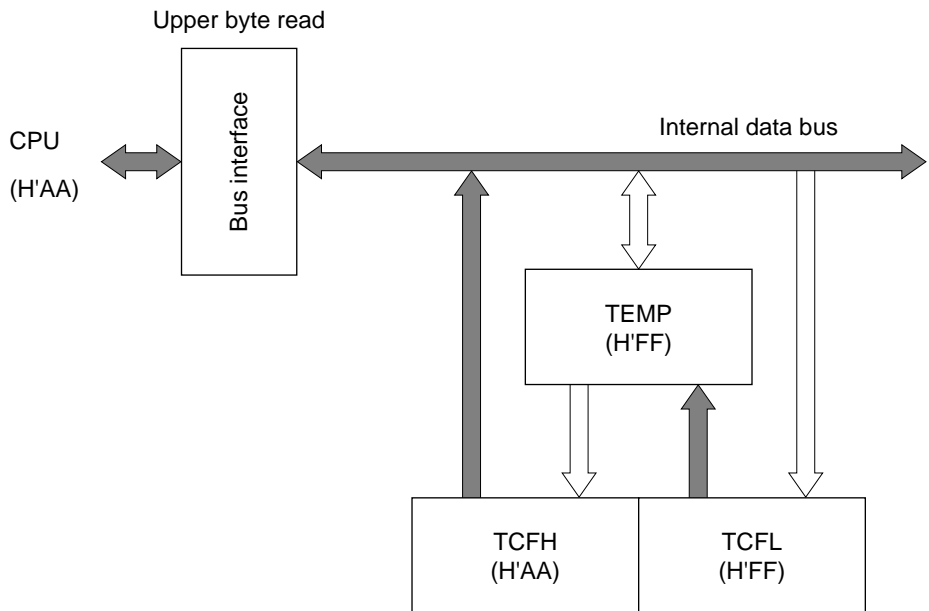 Upper byte read
CPU
(H'AA)
Bus interface
Internal data bus
TEMP
(H'FF)
TCFH
(H'AA)
TCFL
(H'FF)